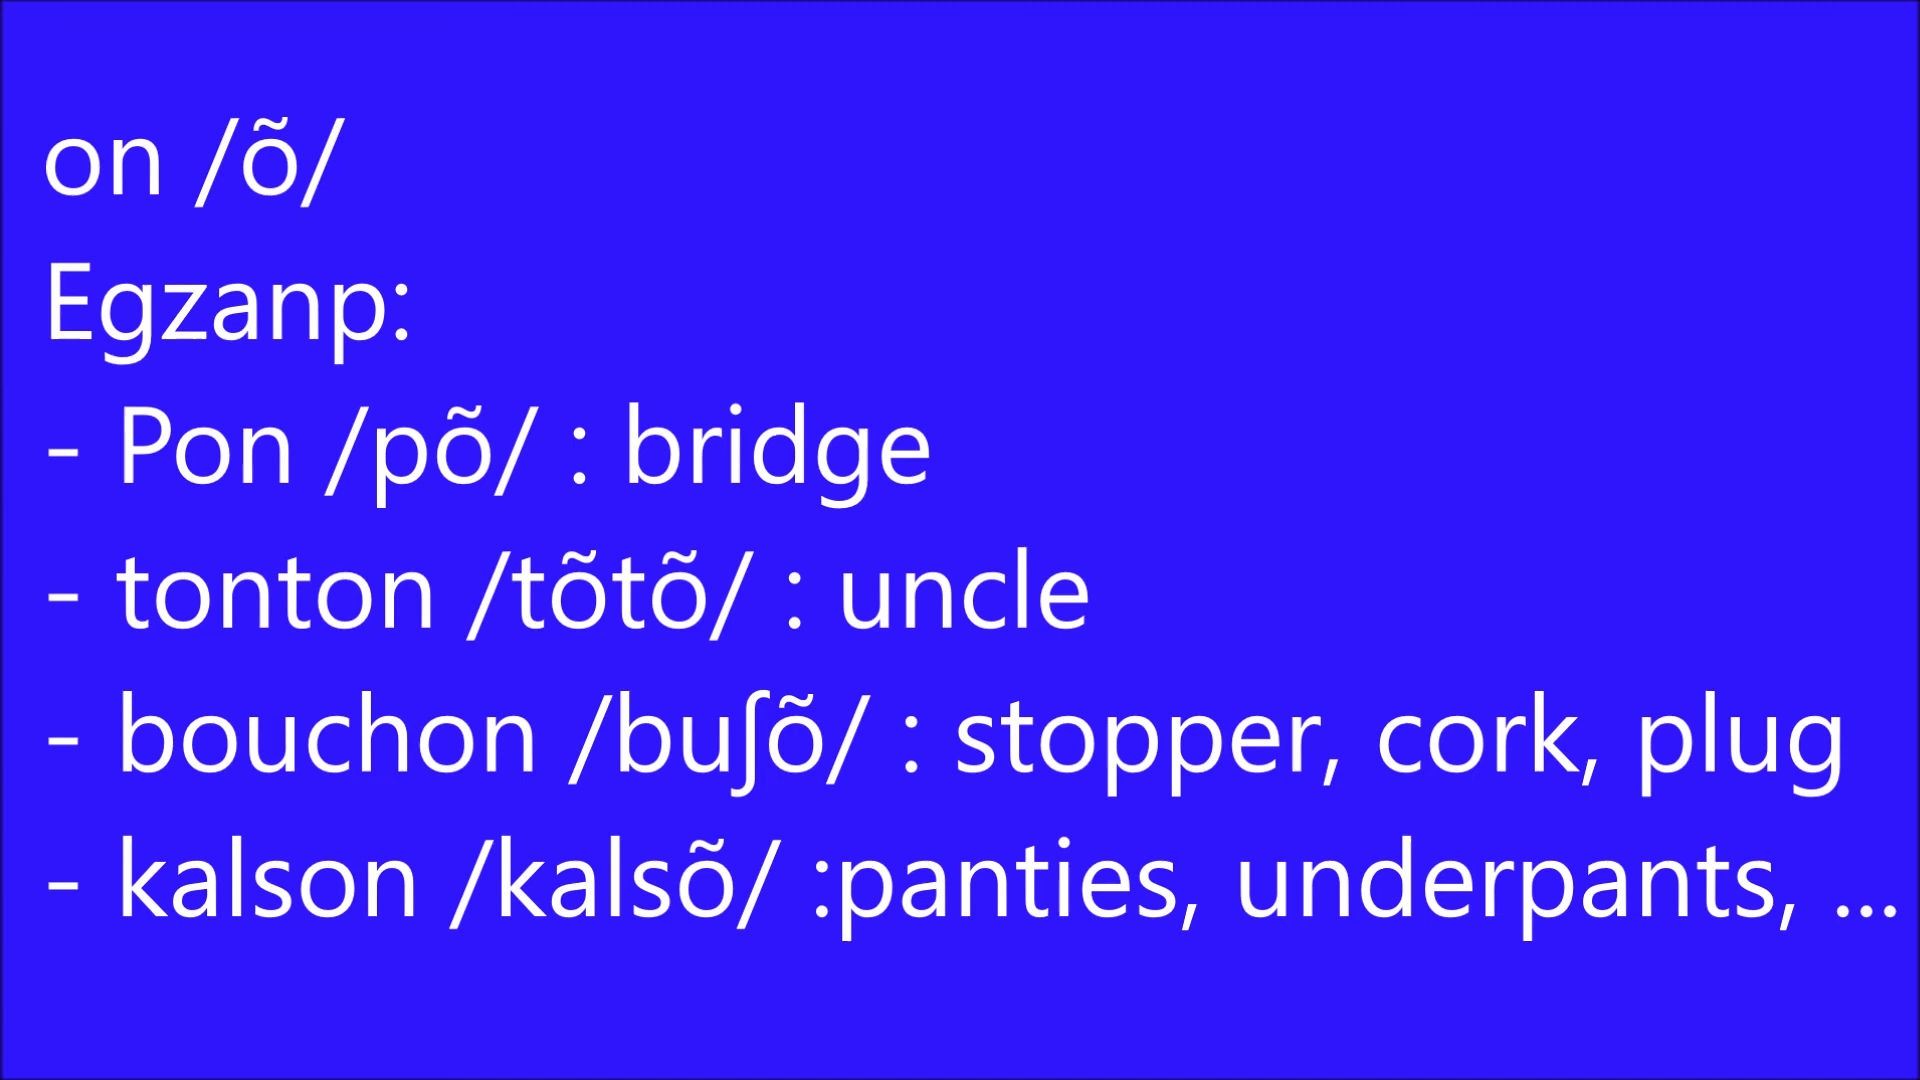 on /õ/
Egzanp:
- Pon /põ/ : bridge
- tonton /tõtõ/ : uncle
- bouchon /buʃõ/ : stopper, cork, plug
- kalson /kalsõ/ :panties, underpants, ...